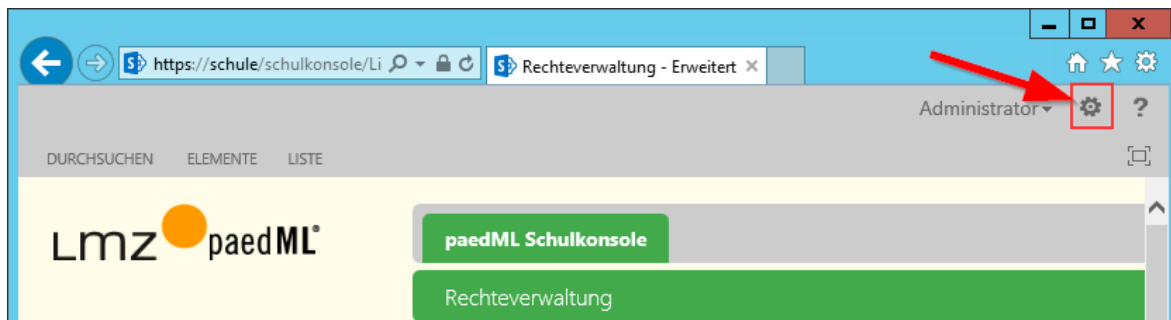 https://schule/schulkonsole/Li
Rechteverwaltung - Erweitert
Administrator
?
DURCHSUCHEN ELEMENTE LISTE
Lmz paedML®
paedML Schulkonsole
Rechteverwaltung